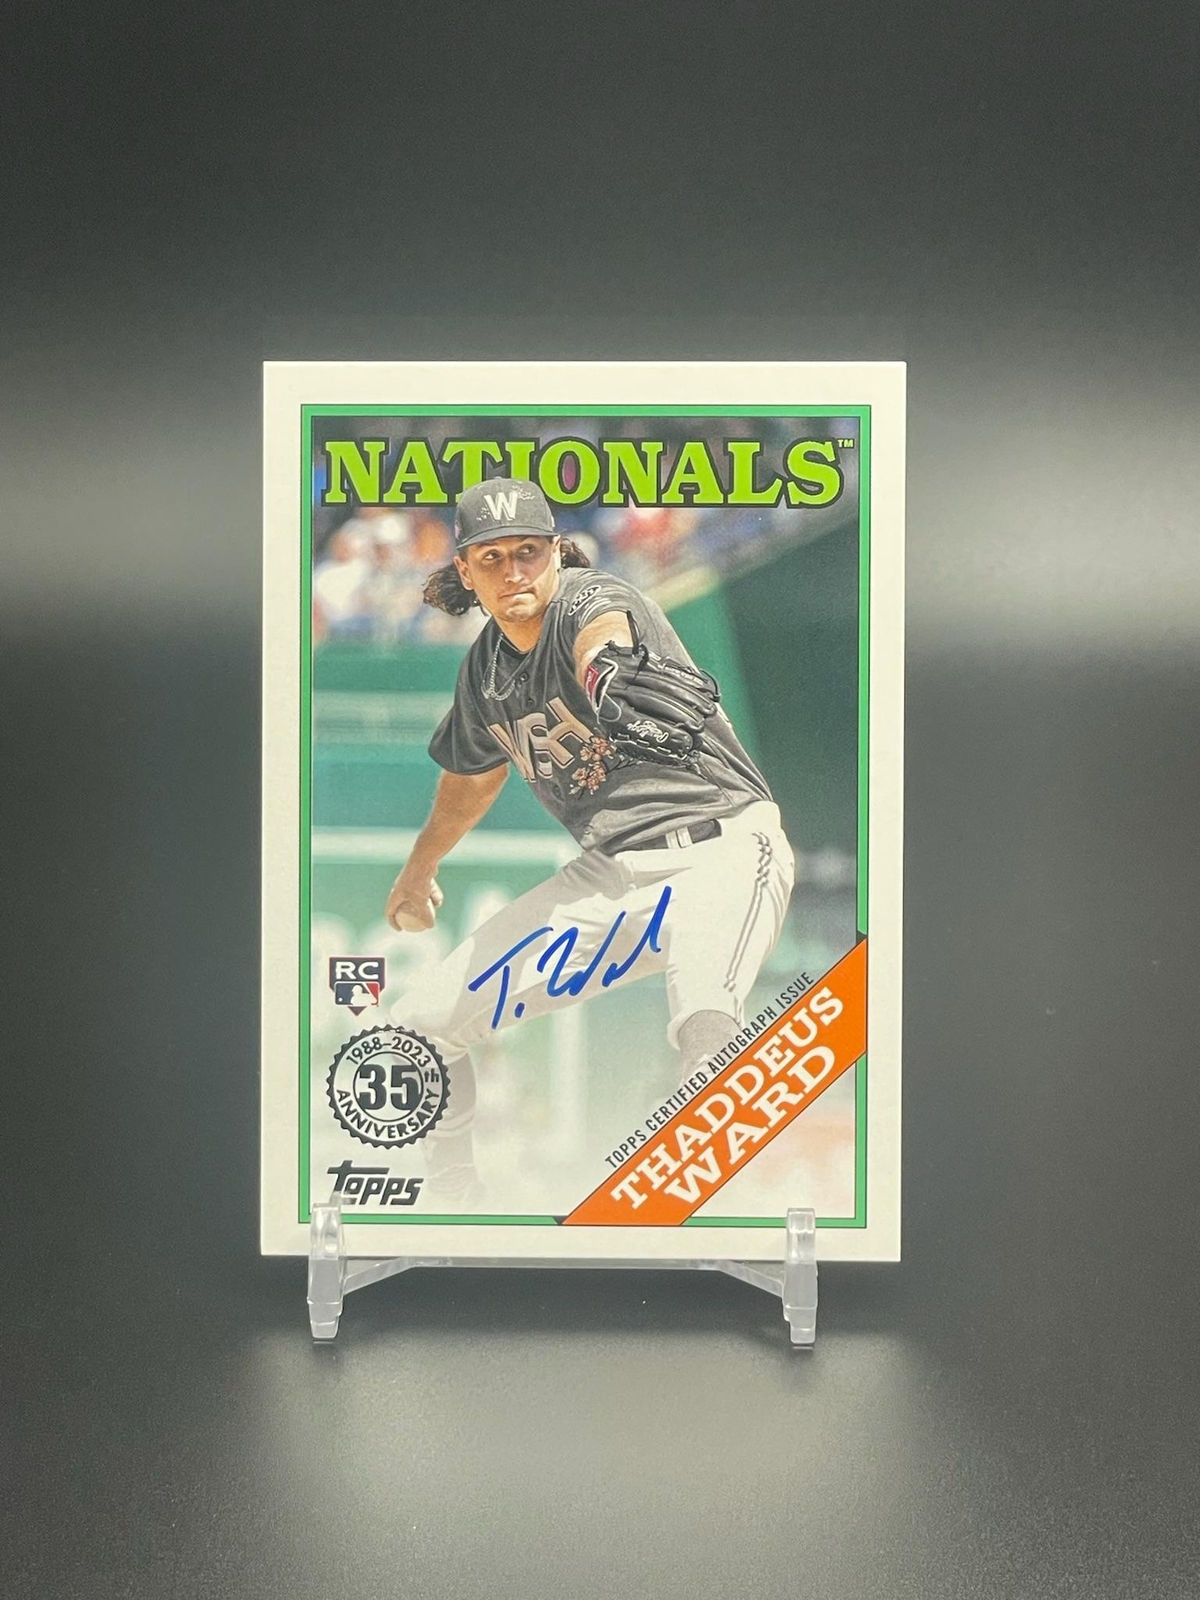 NATIONALS™
W
WSH
T. Ward
RC
1988-2023
35th
ANNIVERSARY
TOPPS CERTIFIED AUTOGRAPH ISSUE
THADDEUS
WARD
Topps